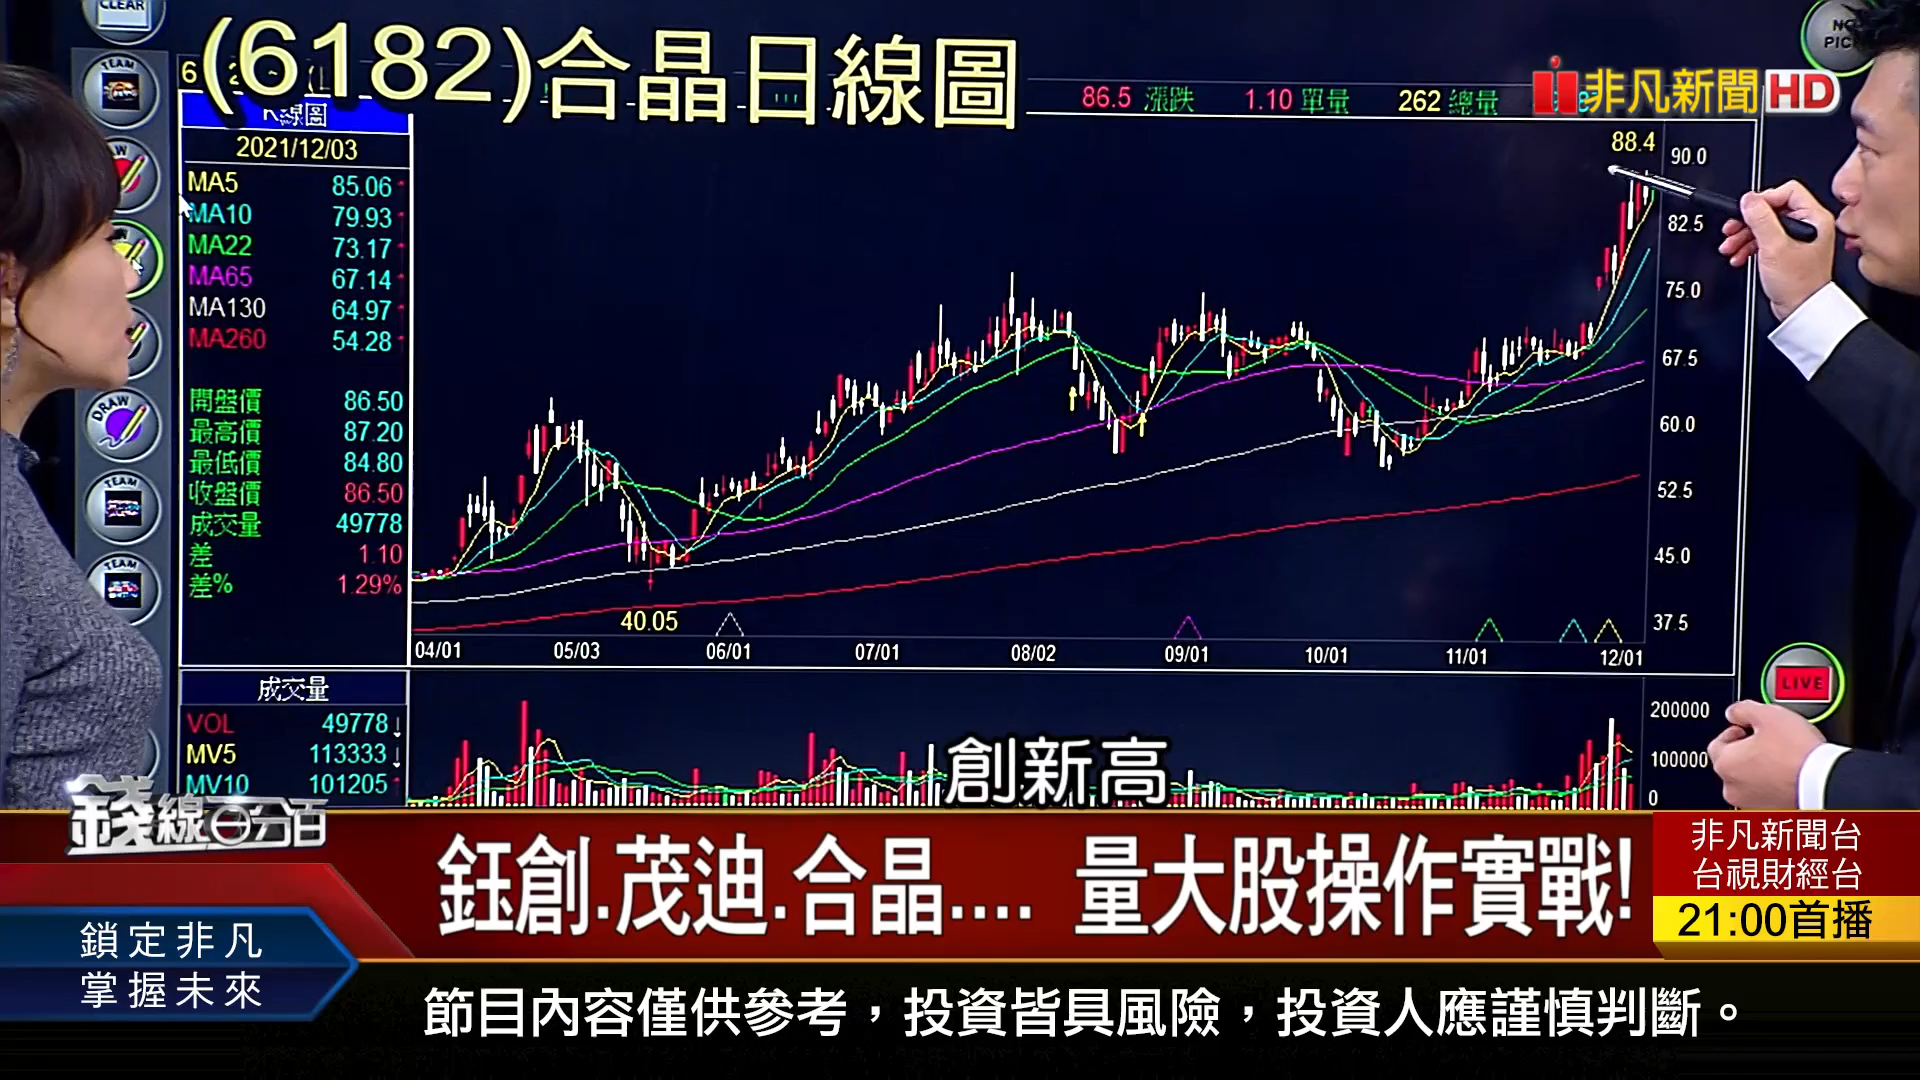 CLEAR
(6182)合晶日線圖
86.5 漲跌 1.10 單量 262 總量
非凡新聞HD
K線圖
2021/12/03
MA5 85.06
MA10 79.93
MA22 73.17
MA65 67.14
MA130 64.97
MA260 54.28
開盤價 86.50
最高價 87.20
最低價 84.80
收盤價 86.50
成交量 49778
差 1.10
差% 1.29%
TEAM
DRAW
TEAM
TEAM
88.4
40.05
90.0
82.5
75.0
67.5
60.0
52.5
45.0
37.5
04/01 05/03 06/01 07/01 08/02 09/01 10/01 11/01 12/01
LIVE
成交量
VOL 49778↓
MV5 113333↓
MV10 101205
200000
100000
0
創新高
錢線百分百
鈺創.茂迪.合晶.... 量大股操作實戰!
非凡新聞台
台視財經台
21:00首播
鎖定非凡
掌握未來
節目內容僅供參考，投資皆具風險，投資人應謹慎判斷。